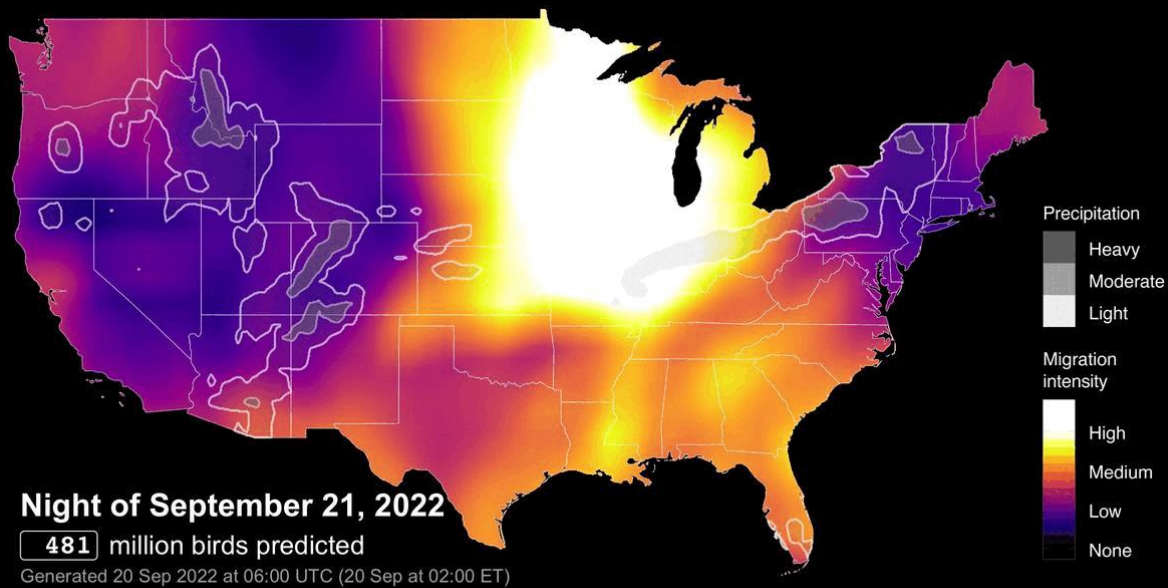 Precipitation
Heavy
Moderate
Light
Migration
intensity
High
Medium
Low
None
Night of September 21, 2022
481 million birds predicted
Generated 20 Sep 2022 at 06:00 UTC (20 Sep at 02:00 ET)